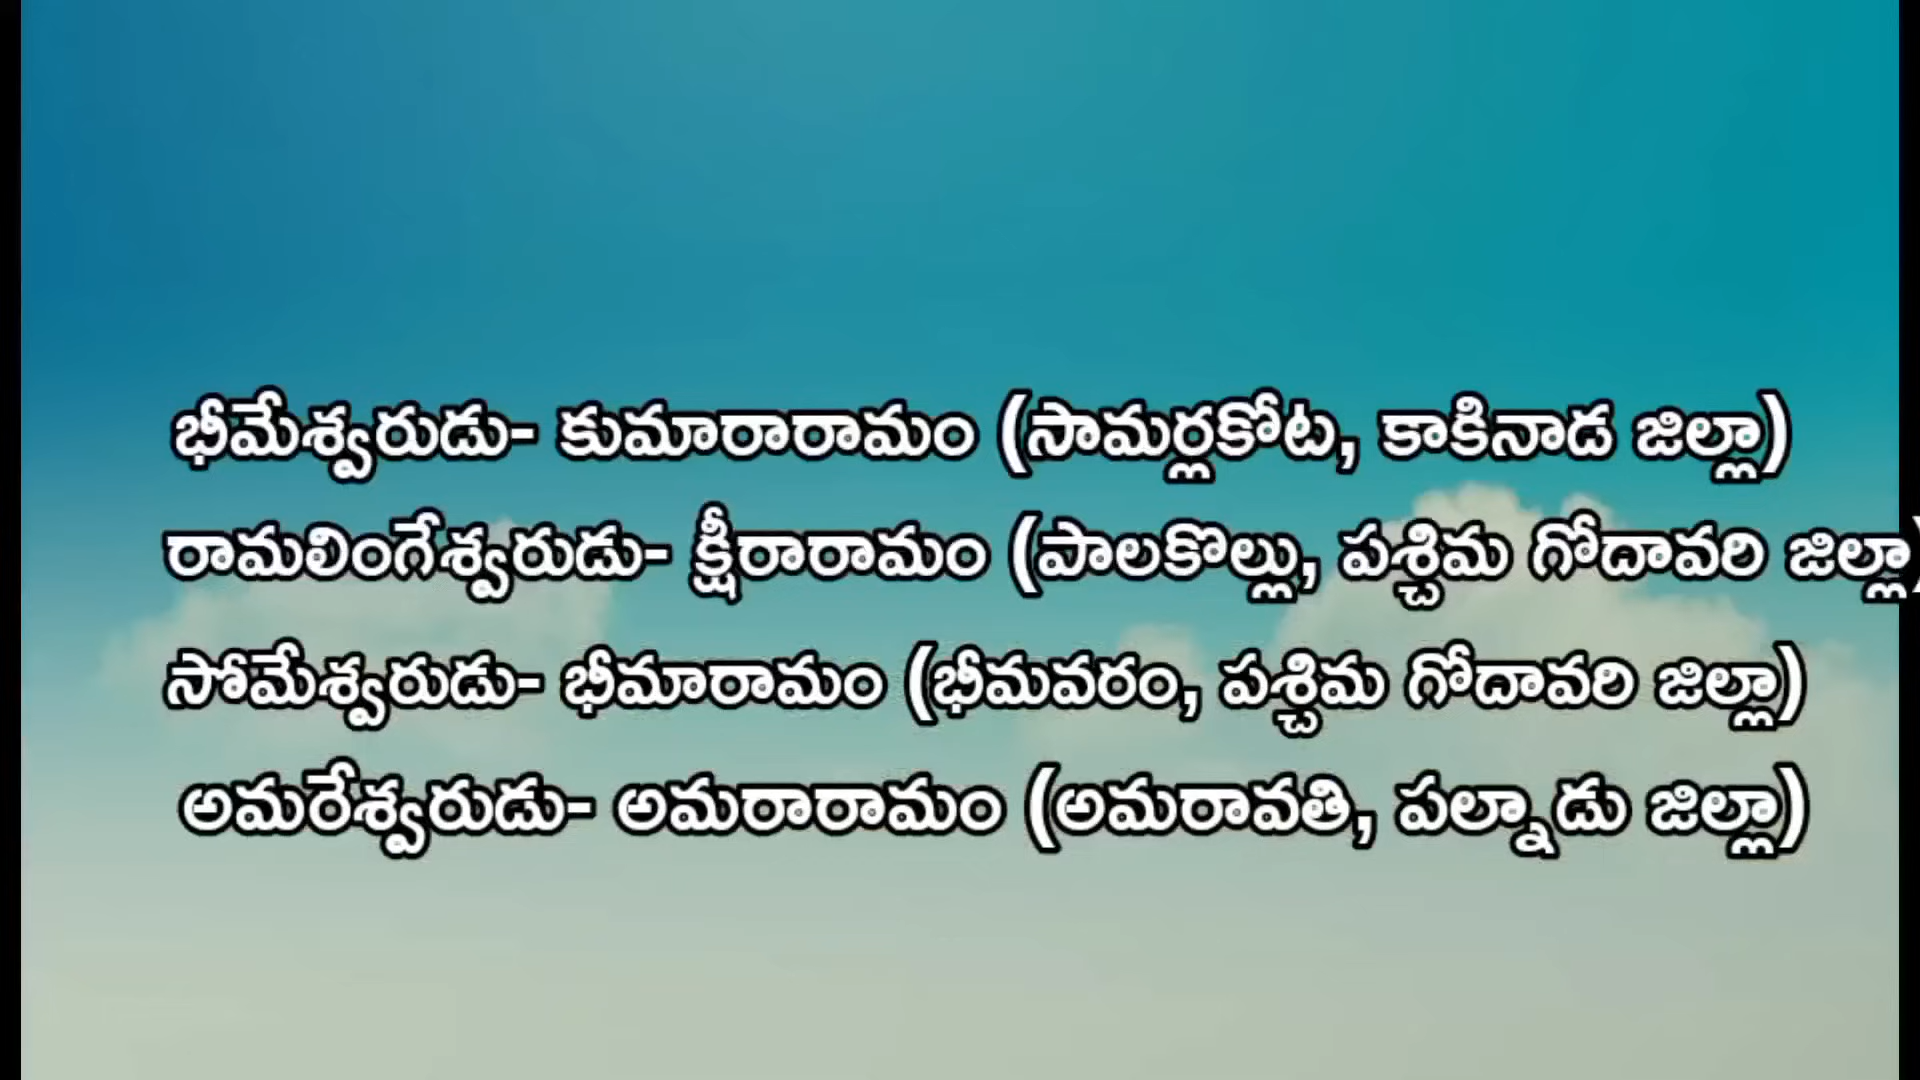 భీమేశ్వరుడు- కుమారారామం (సామర్లకోట, కాకినాడ జిల్లా)
రామలింగేశ్వరుడు- క్షీరారామం (పాలకొల్లు, పశ్చిమ గోదావరి జిల్లా)
సోమేశ్వరుడు- భీమారామం (భీమవరం, పశ్చిమ గోదావరి జిల్లా)
అమరేశ్వరుడు- అమరారామం (అమరావతి, పల్నాడు జిల్లా)